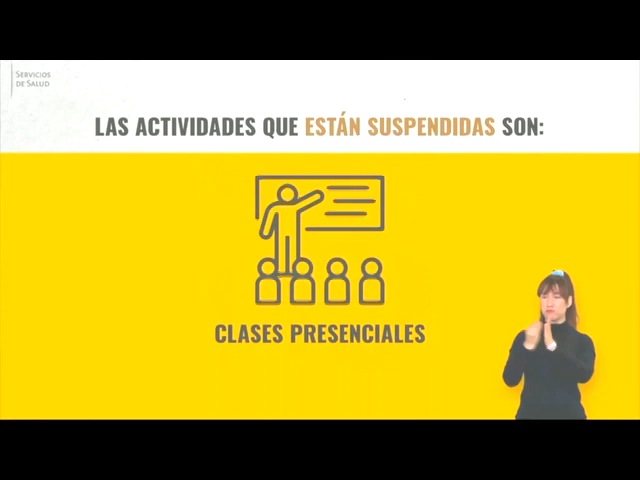 SERVICIOS
DE SALUD
LAS ACTIVIDADES QUE ESTÁN SUSPENDIDAS SON:
CLASES PRESENCIALES